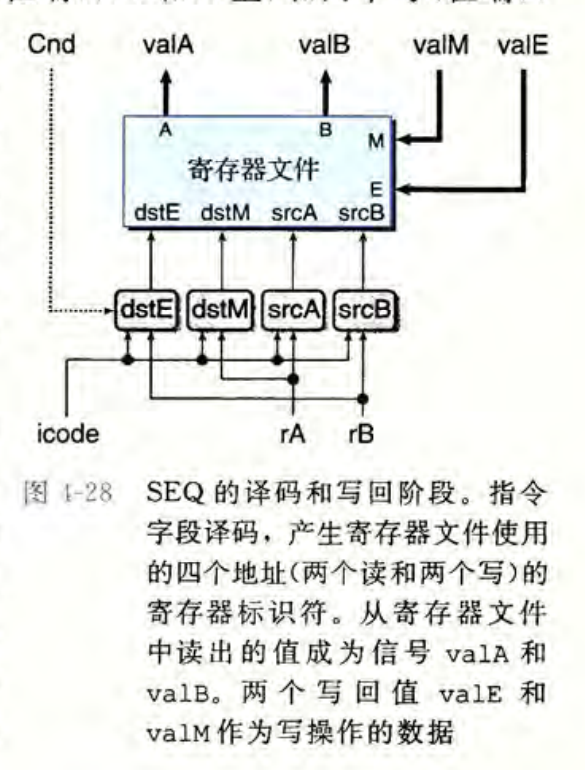 Cnd valA valB valM valE
A B M
寄存器文件
E
dstE dstM srcA srcB
dstE dstM srcA srcB
icode rA rB
图 4-28 SEQ 的译码和写回阶段。指令
字段译码，产生寄存器文件使用
的四个地址(两个读和两个写)的
寄存器标识符。从寄存器文件
中读出的值成为信号 valA 和
valB。两个写回值 valE 和
valM作为写操作的数据